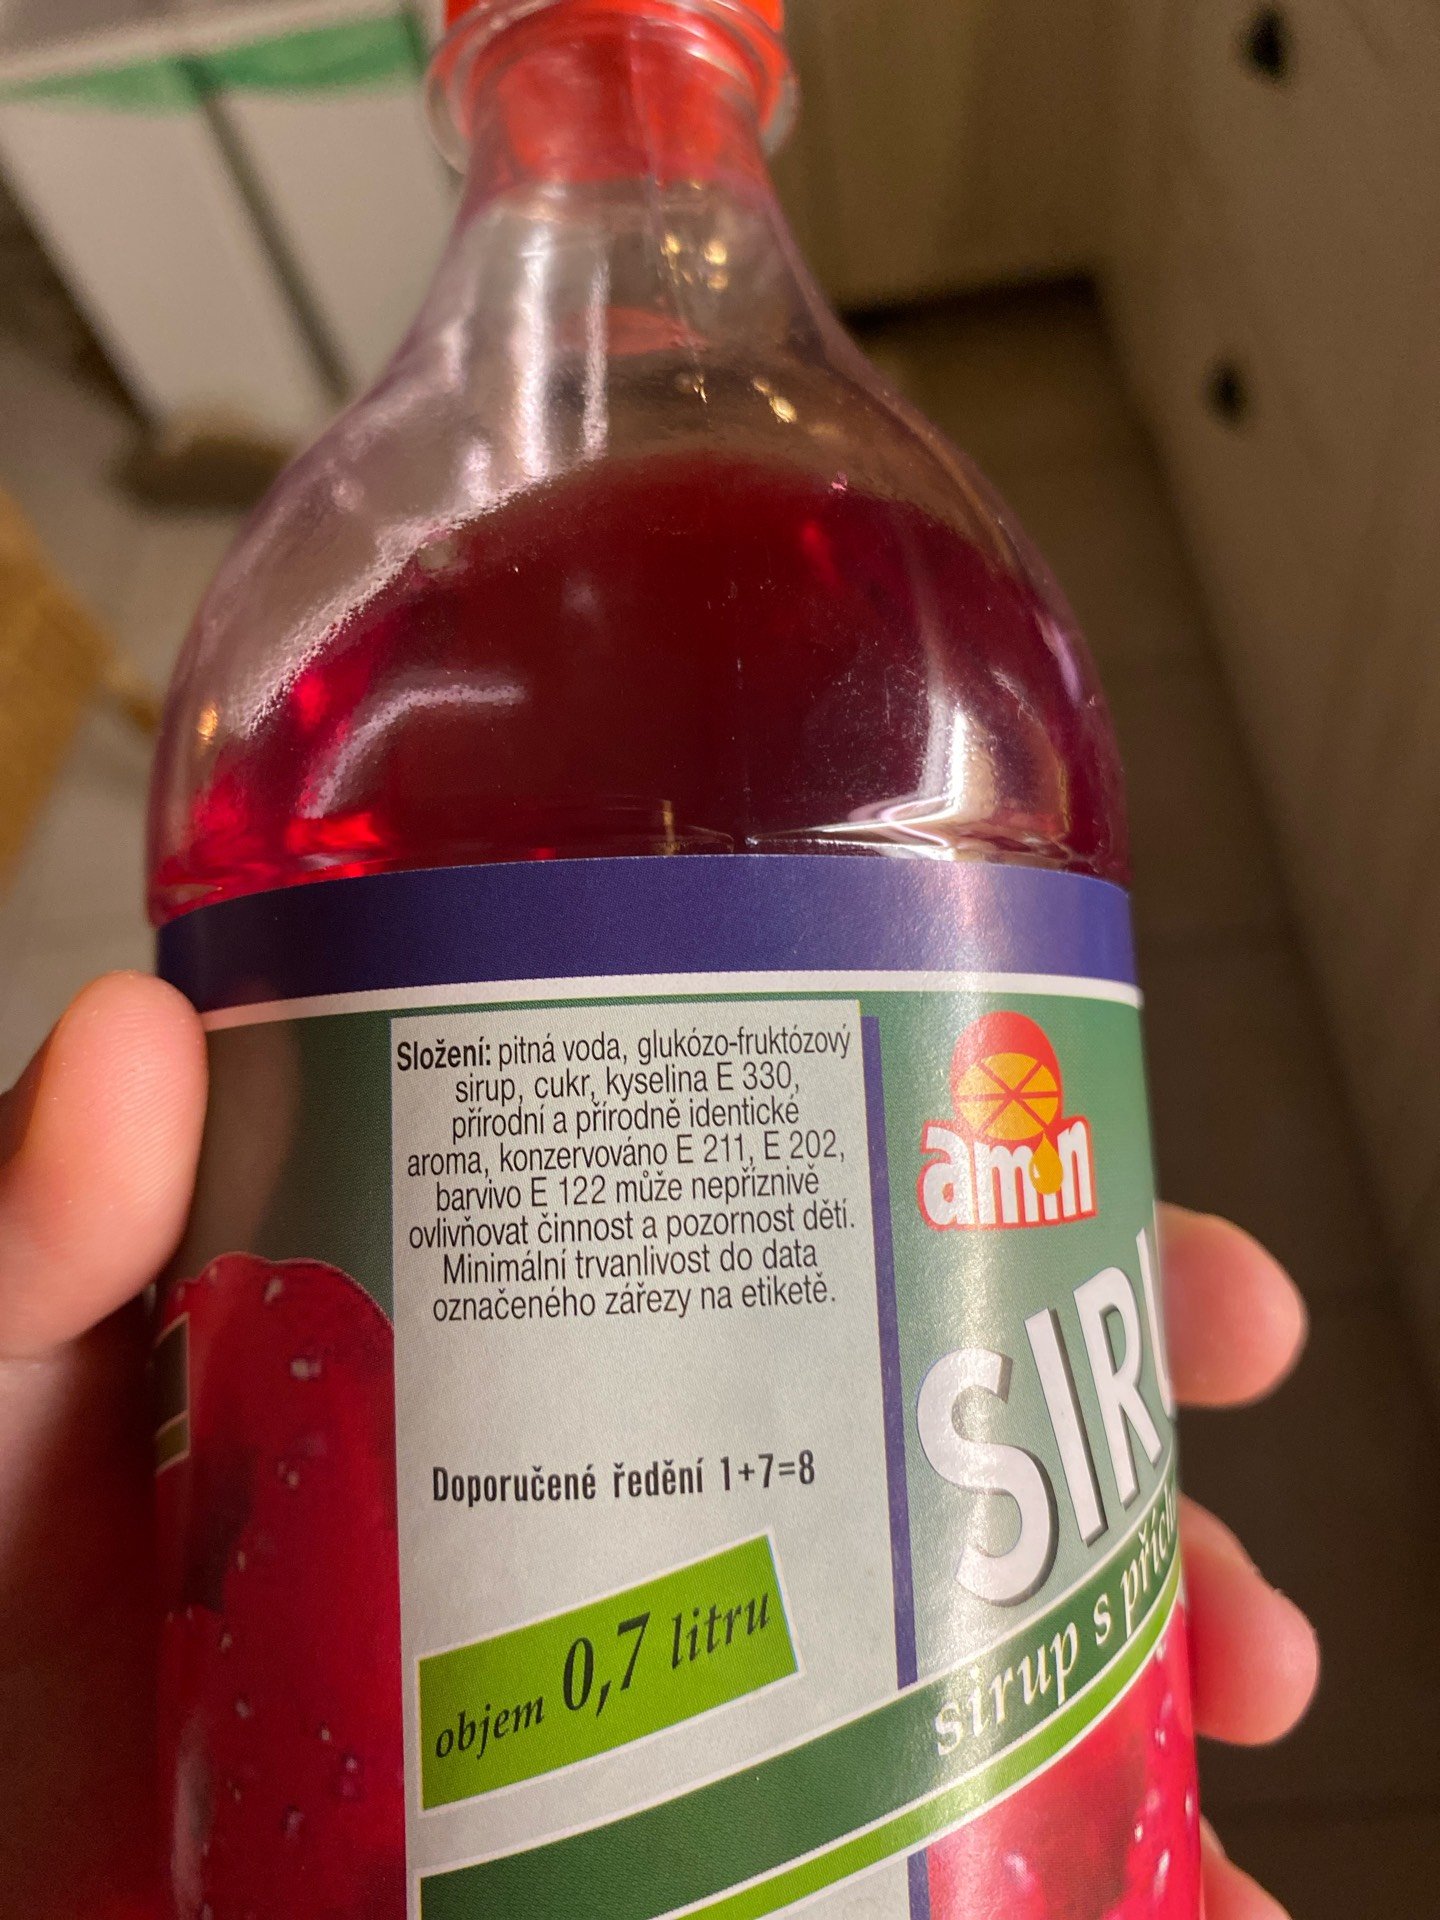 Složení: pitná voda, glukózo-fruktózový
sirup, cukr, kyselina E 330,
přírodní a přírodně identické
aroma, konzervováno E 211, E 202,
barvivo E 122 může nepříznivě
ovlivňovat činnost a pozornost dětí.
Minimální trvanlivost do data
označeného zářezy na etiketě.
Doporučené ředění 1+7=8
objem 0,7 litru
amin
sirup s